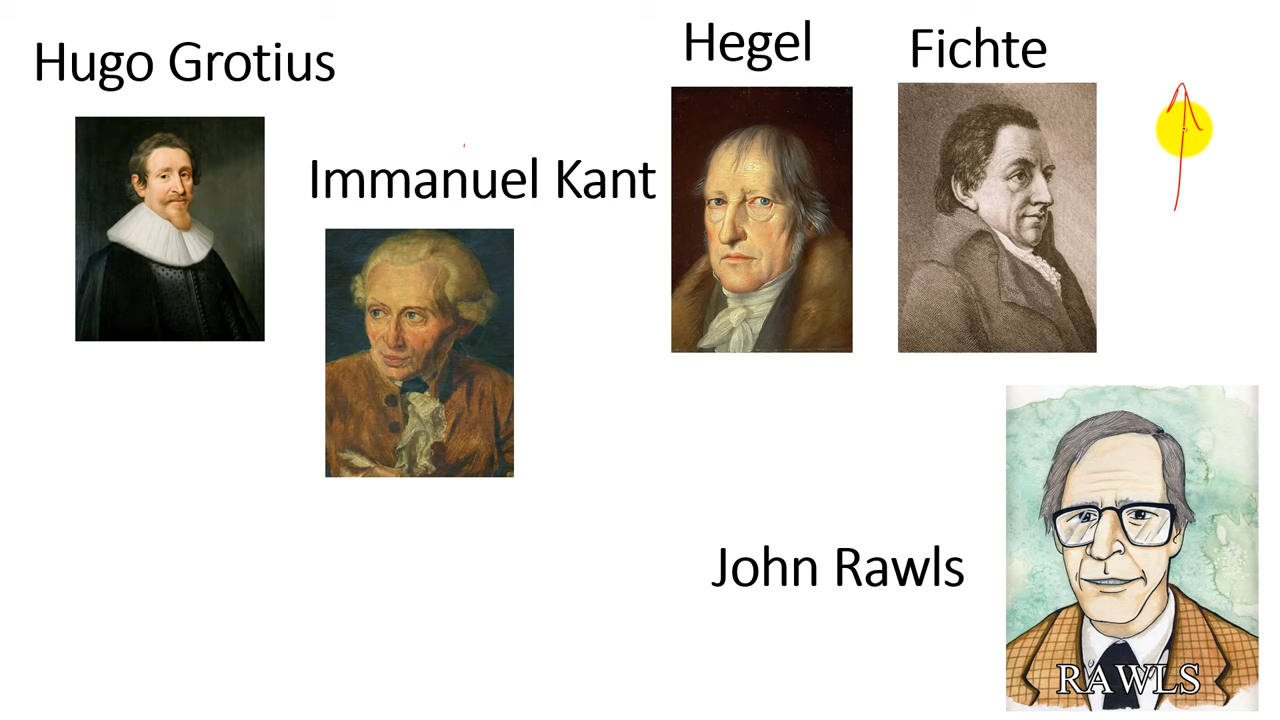 Hugo Grotius
Immanuel Kant
Hegel
Fichte
John Rawls
RAWLS